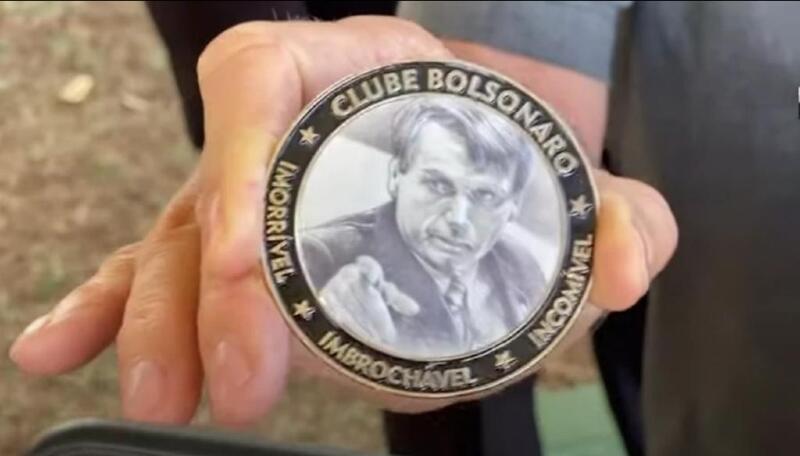 CLUBE BOLSONARO
INCOMÍVEL
IMBROCHÁVEL
IMORRÍVEL